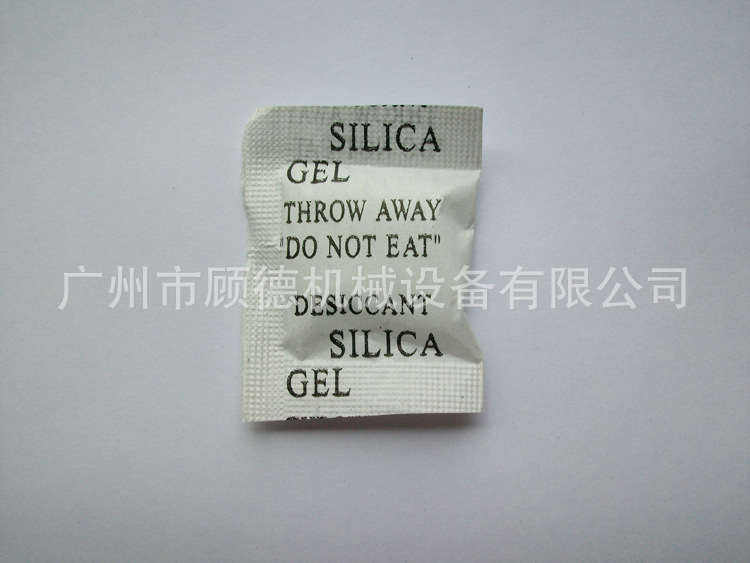 SILICA
GEL
THROW AWAY
"DO NOT EAT"
广州市顾德机械设备有限公司
DESICCANT
SILICA
GEL